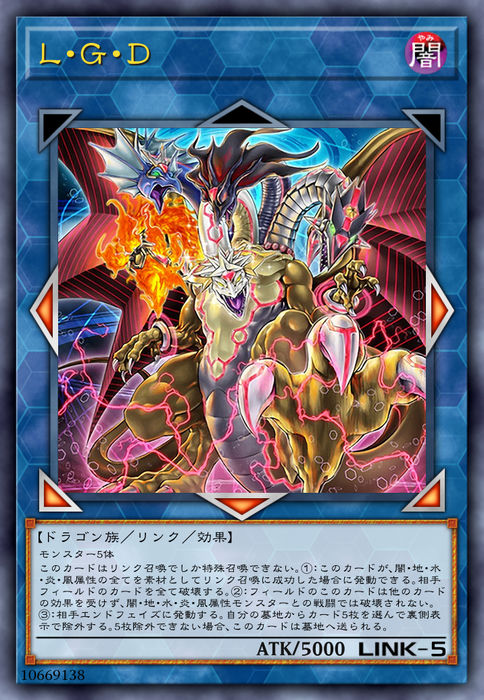 L・G・D
やみ
闇
【ドラゴン族／リンク／効果】
モンスター5体
このカードはリンク召喚でしか特殊召喚できない。①：このカードが、闇・地・水
・炎・風属性の全てを素材としてリンク召喚に成功した場合に発動できる。相手
フィールドのカードを全て破壊する。②：フィールドのこのカードは他のカード
の効果を受けず、闇・地・水・炎・風属性モンスターとの戦闘では破壊されない。
③：相手エンドフェイズに発動する。自分の墓地からカード5枚を選んで裏側表
示で除外する。5枚除外できない場合、このカードは墓地へ送られる。
ATK/5000 LINK-5
10669138